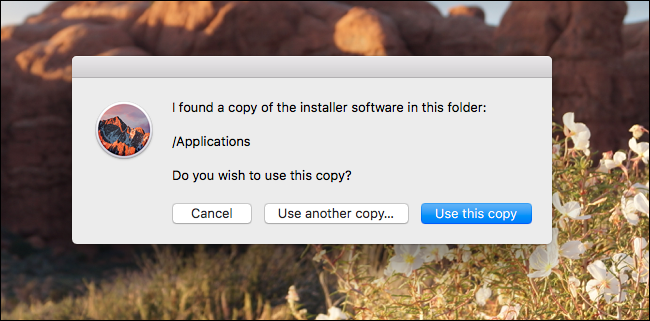 I found a copy of the installer software in this folder:
/Applications
Do you wish to use this copy?
Cancel
Use another copy...
Use this copy